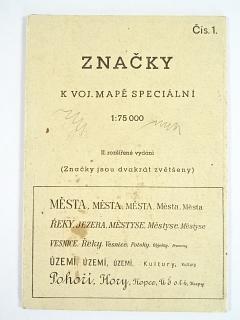 Čís. 1.
ZNAČKY
K VOJ. MAPĚ SPECIÁLNÍ
1:75 000
II. rozšířené vydání
(Značky jsou dvakrát zvětšeny)
MĚSTA, MĚSTA, MĚSTA, Města, Města
ŘEKY, JEZERA, MĚSTYSE, Městyse, Městyse
VESNICE, Řeky, Vesnice, Potoky,
ÚZEMÍ, ÚZEMÍ, ÚZEMÍ, Kultury,
Pohoří, Hory, Kopce,